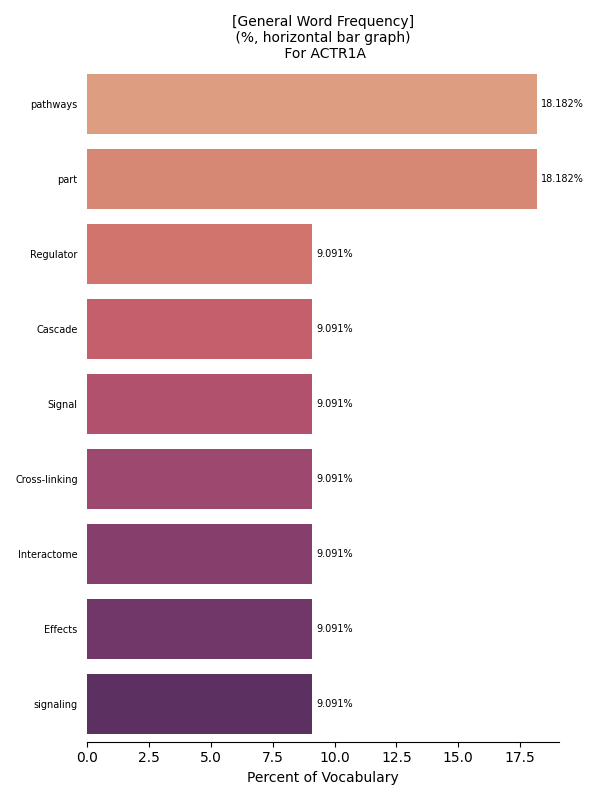 [General Word Frequency]
(%, horizontal bar graph)
For ACTR1A
pathways 18.182%
part 18.182%
Regulator 9.091%
Cascade 9.091%
Signal 9.091%
Cross-linking 9.091%
Interactome 9.091%
Effects 9.091%
signaling 9.091%
0.0 2.5 5.0 7.5 10.0 12.5 15.0 17.5
Percent of Vocabulary